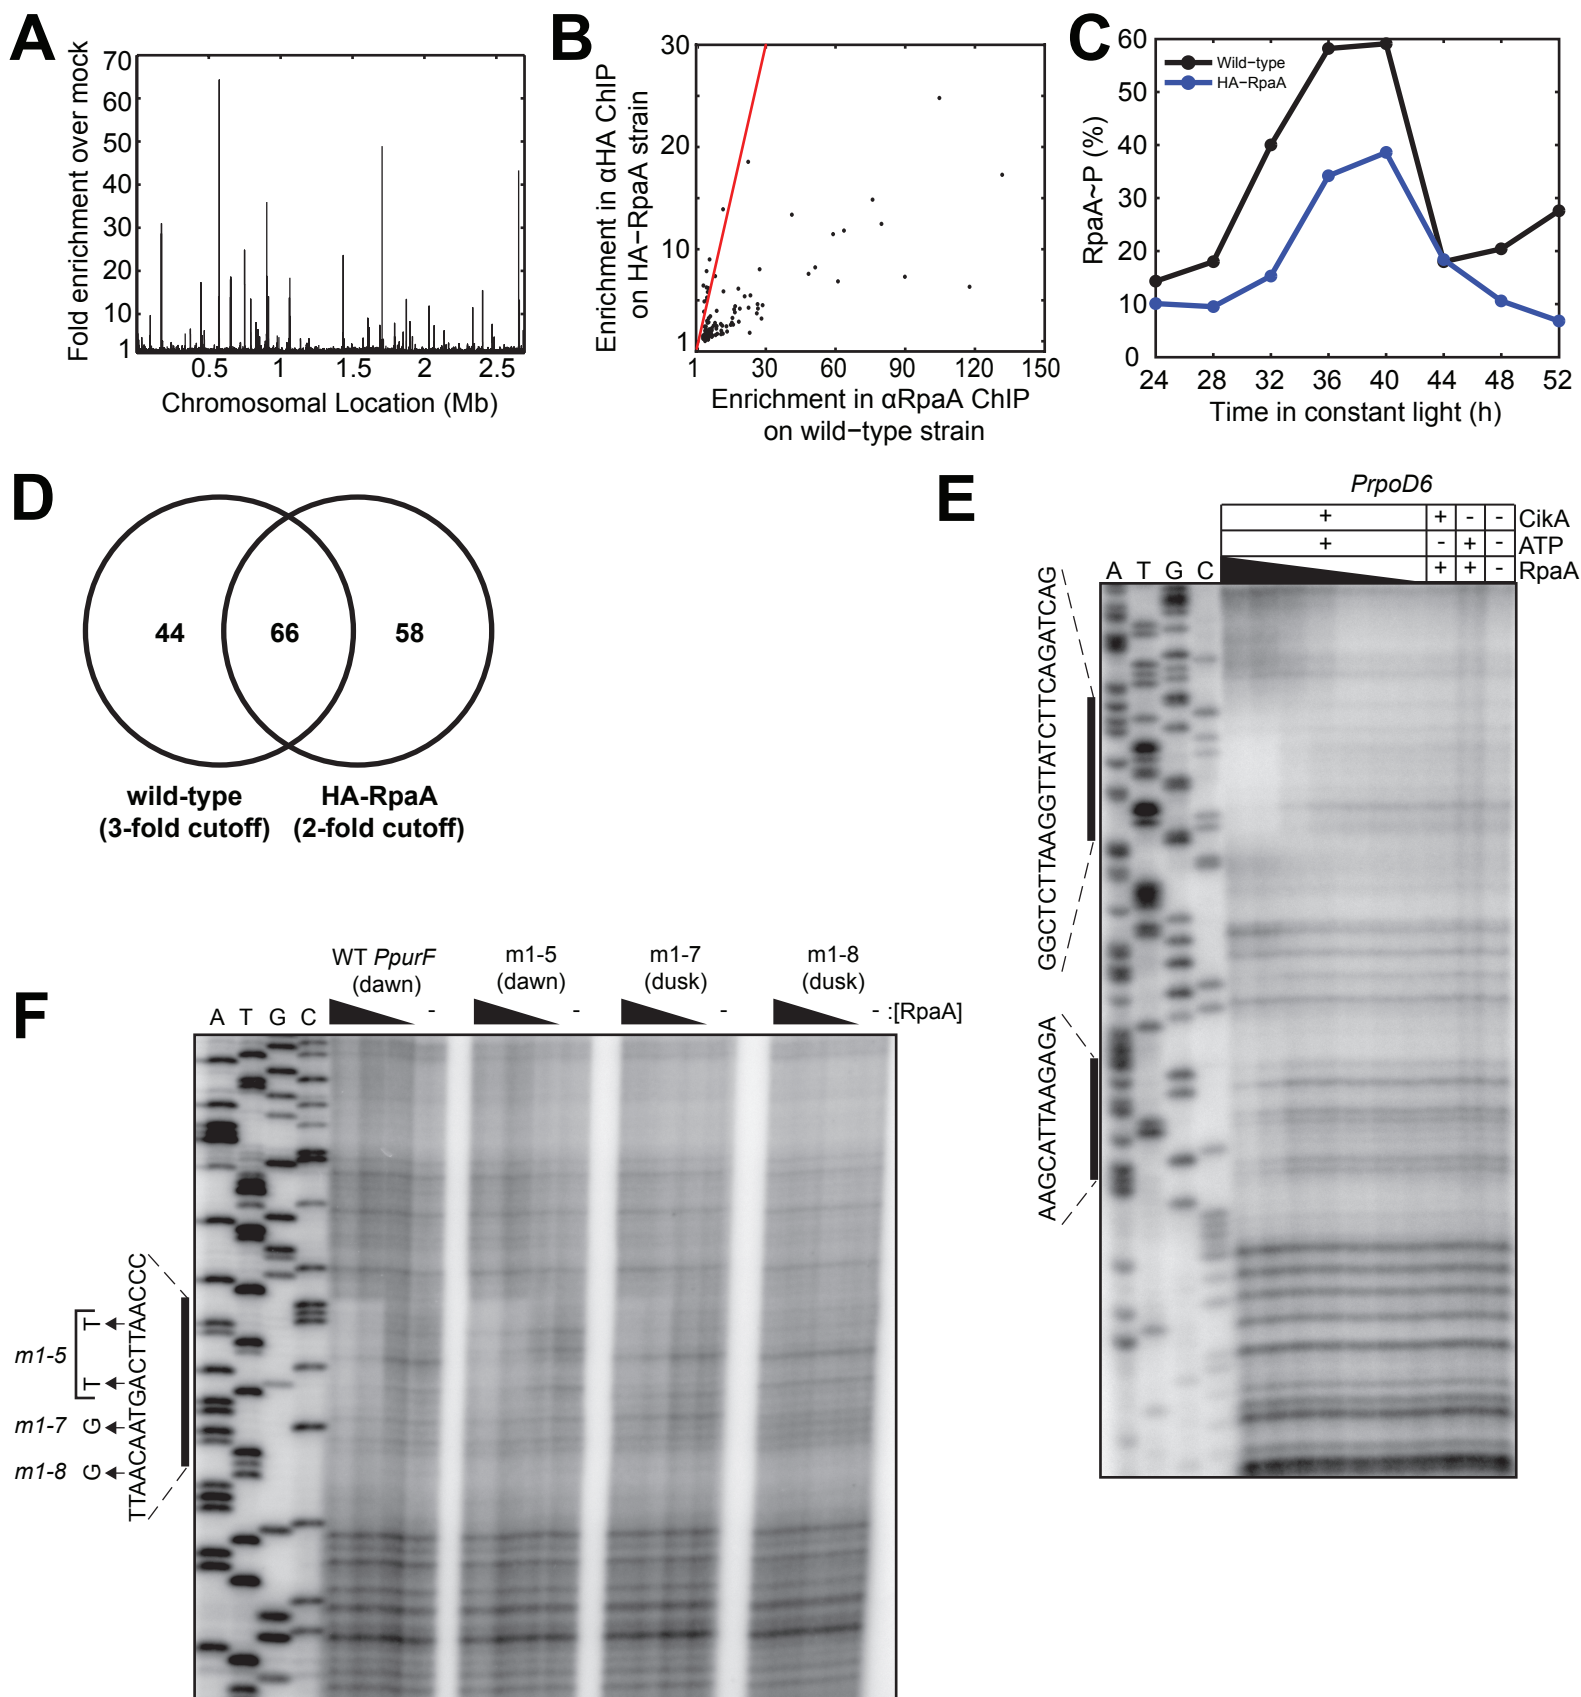 A
Fold enrichment over mock
70
60
50
40
30
20
10
1
0.5
1
1.5
2
2.5
Chromosomal Location (Mb)
B
Enrichment in αHA ChIP
on HA−RpaA strain
30
20
10
1
1
30
60
90
120
150
Enrichment in αRpaA ChIP
on wild−type strain
C
RpaA~P (%)
60
50
40
30
20
10
0
Wild−type
HA−RpaA
24
28
32
36
40
44
48
52
Time in constant light (h)
D
44
66
58
wild-type
(3-fold cutoff)
HA-RpaA
(2-fold cutoff)
E
PrpoD6
+ + - - CikA
+ - + - ATP
+ + - RpaA
A T G C
GGCTCTTAAGGTTATCTTCAGATCAG
AAGCATTAAGAGA
F
WT PpurF
(dawn)
m1-5
(dawn)
m1-7
(dusk)
m1-8
(dusk)
A T G C - - - - :[RpaA]
TTAACAATGACTTAACCC
m1-5 T T
m1-7 G
m1-8 G